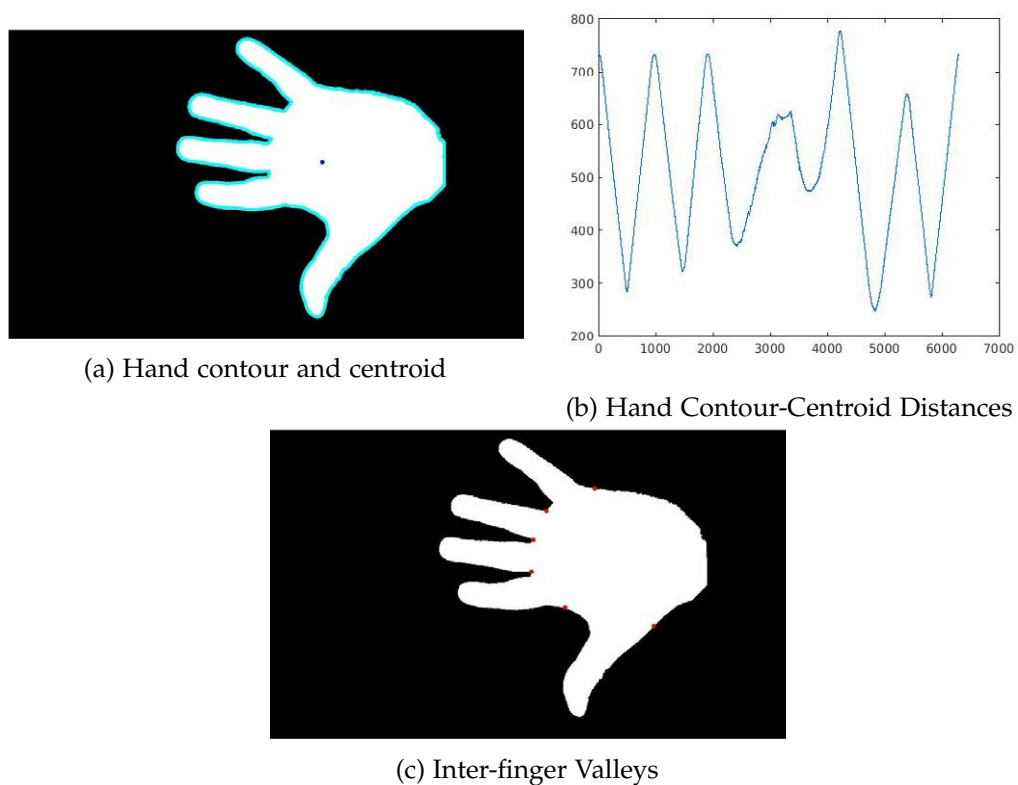 800
700
600
500
400
300
200
0 1000 2000 3000 4000 5000 6000 7000
(a) Hand contour and centroid
(b) Hand Contour-Centroid Distances
(c) Inter-finger Valleys